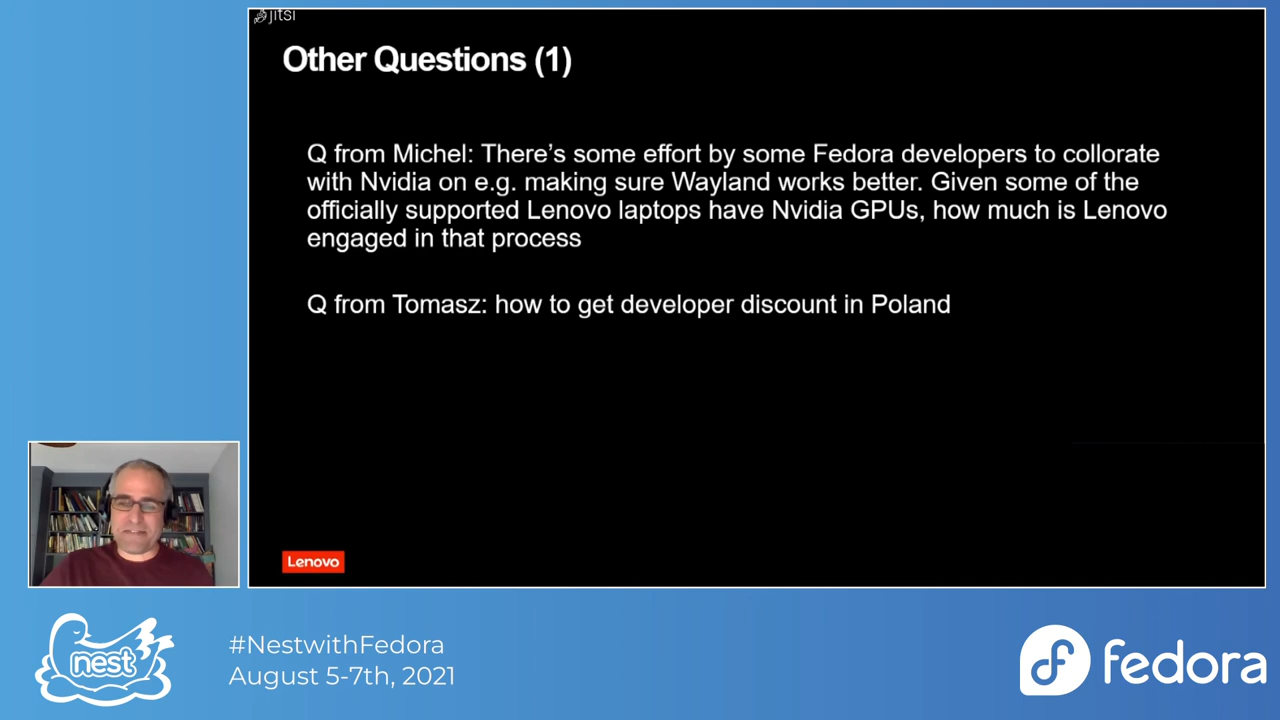 jitsi
Other Questions (1)
Q from Michel: There's some effort by some Fedora developers to collorate
with Nvidia on e.g. making sure Wayland works better. Given some of the
officially supported Lenovo laptops have Nvidia GPUs, how much is Lenovo
engaged in that process
Q from Tomasz: how to get developer discount in Poland
Lenovo
nest
#NestwithFedora
August 5-7th, 2021
fedora